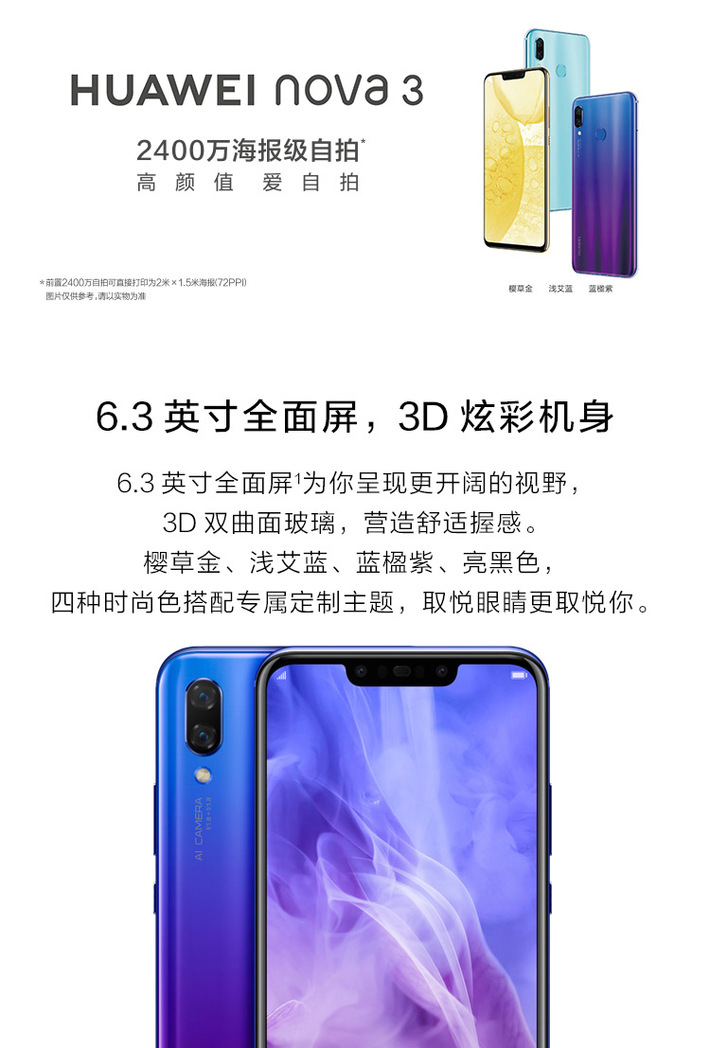 HUAWEI nova 3
2400万海报级自拍*
高颜值 爱自拍
*前置2400万自拍可直接打印为2米×1.5米海报(72PPI)
图片仅供参考,请以实物为准
樱草金 浅艾蓝 蓝楹紫
6.3 英寸全面屏，3D 炫彩机身
6.3 英寸全面屏¹为你呈现更开阔的视野，
3D 双曲面玻璃，营造舒适握感。
樱草金、浅艾蓝、蓝楹紫、亮黑色，
四种时尚色搭配专属定制主题，取悦眼睛更取悦你。
AI CAMERA